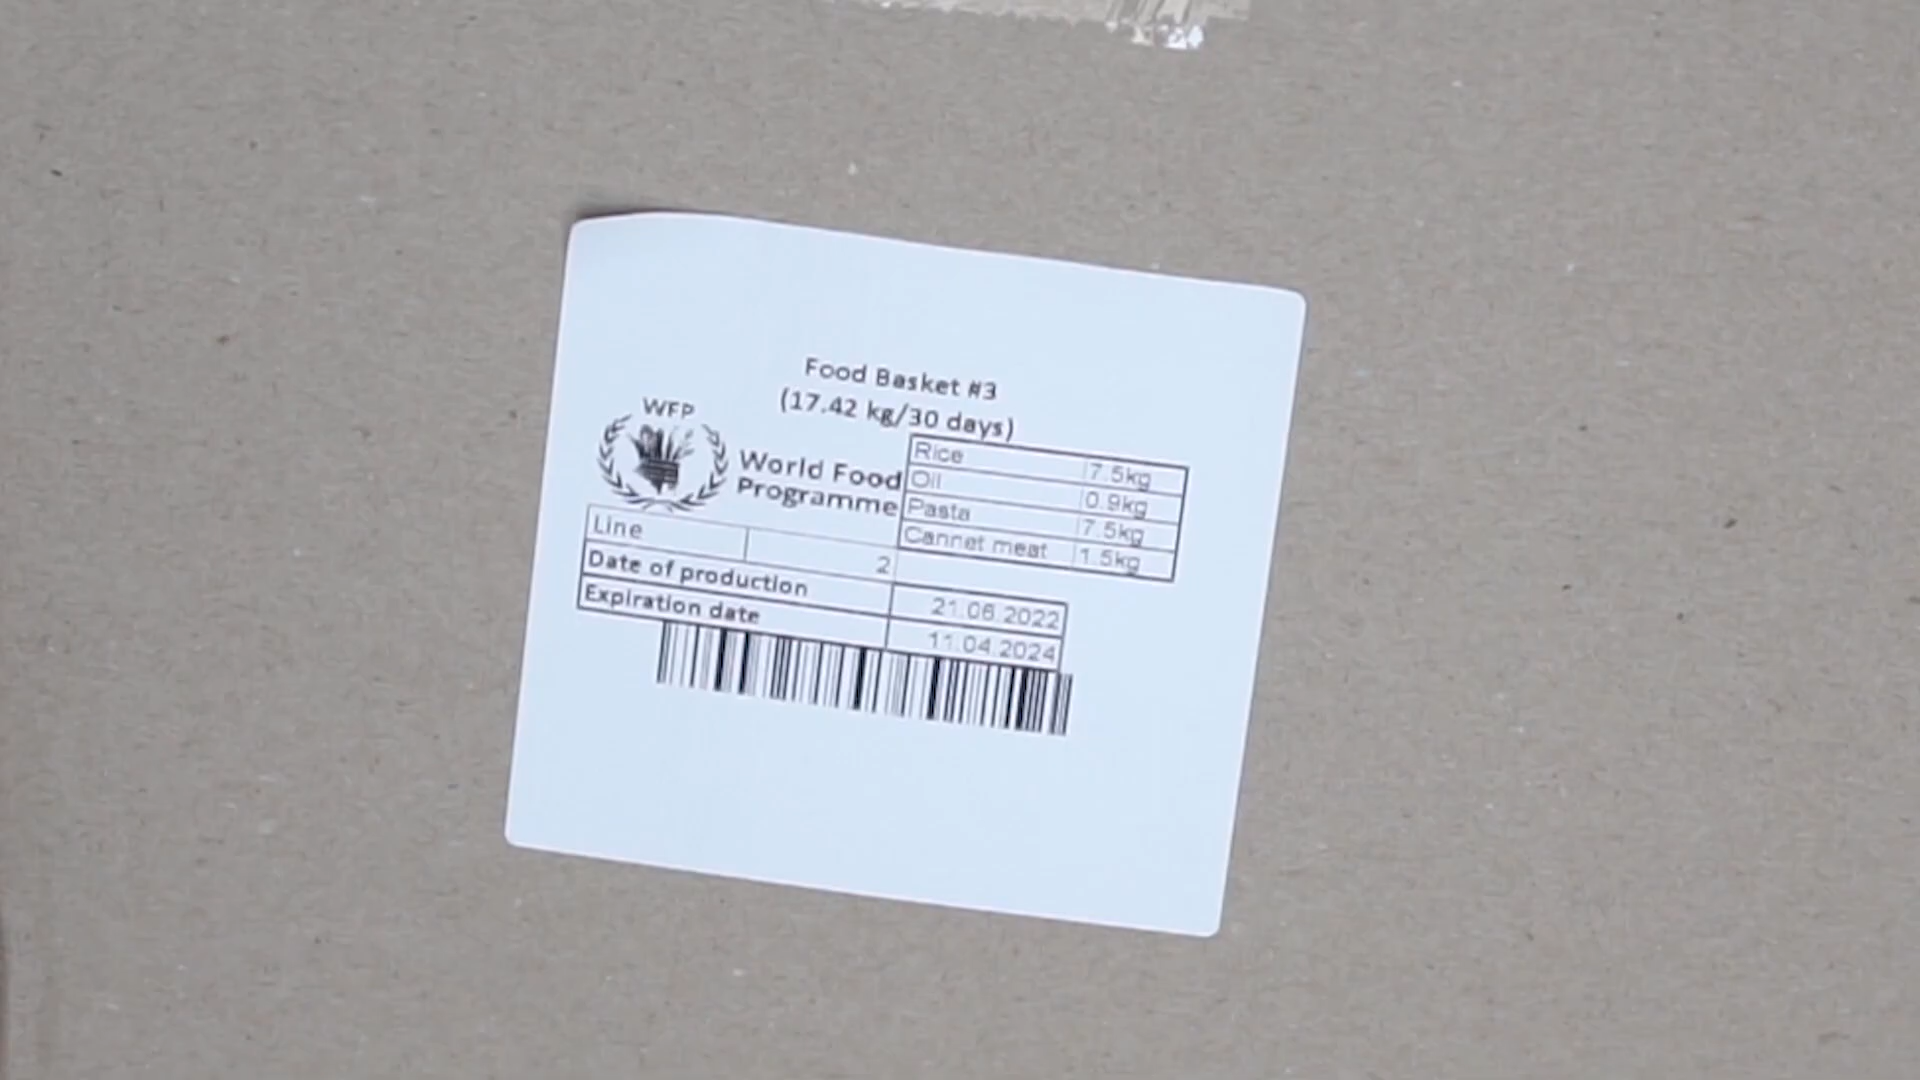 Food Basket #3
(17.42 kg/30 days)
WFP
World Food
Programme
Rice 7.5kg
Oil 0.9kg
Pasta 7.5kg
Cannet meat 1.5kg
Line 2
Date of production 21.06.2022
Expiration date 11.04.2024